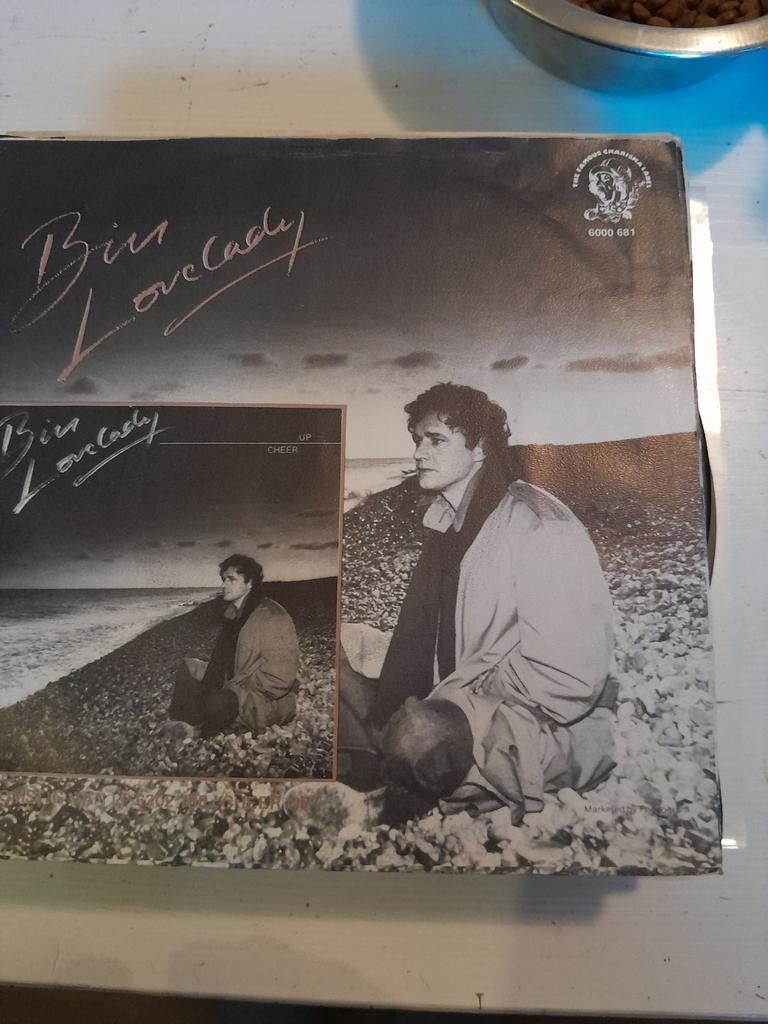 THE FAMOUS CHARISMA LABEL
6000 681
Bill
Lovelady
Bill
Lovelady
UP
CHEER